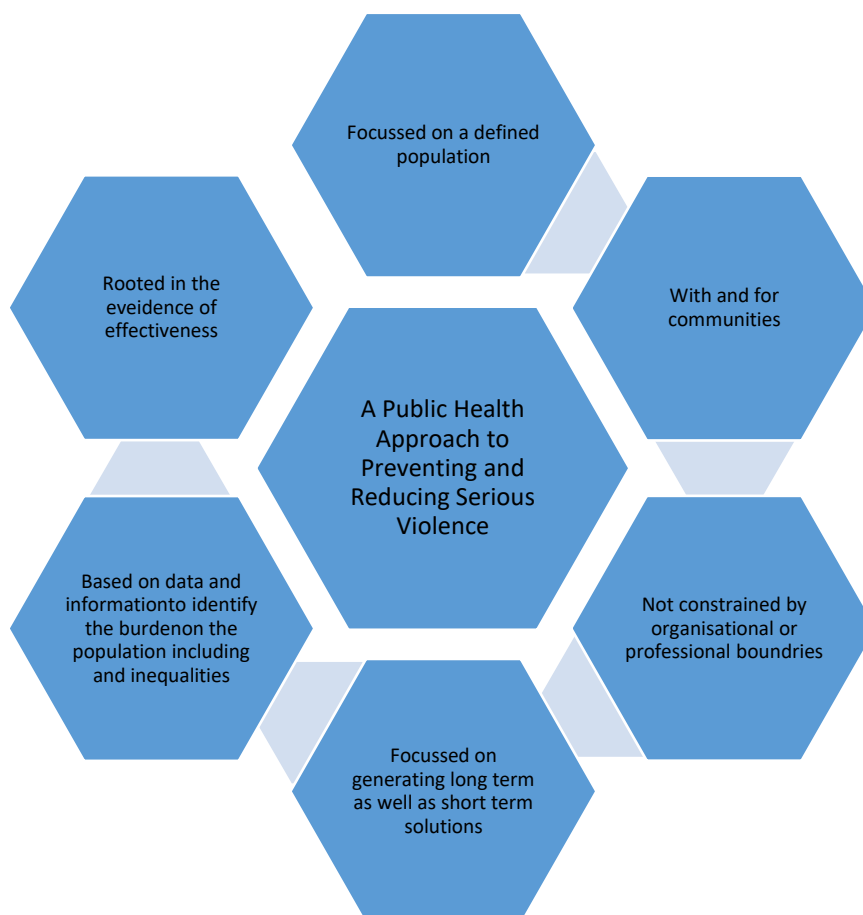 Focussed on a defined
population
With and for
communities
Not constrained by
organisational or
professional boundries
Focussed on
generating long term
as well as short term
solutions
Based on data and
informationto identify
the burdenon the
population including
and inequalities
Rooted in the
eveidence of
effectiveness
A Public Health
Approach to
Preventing and
Reducing Serious
Violence